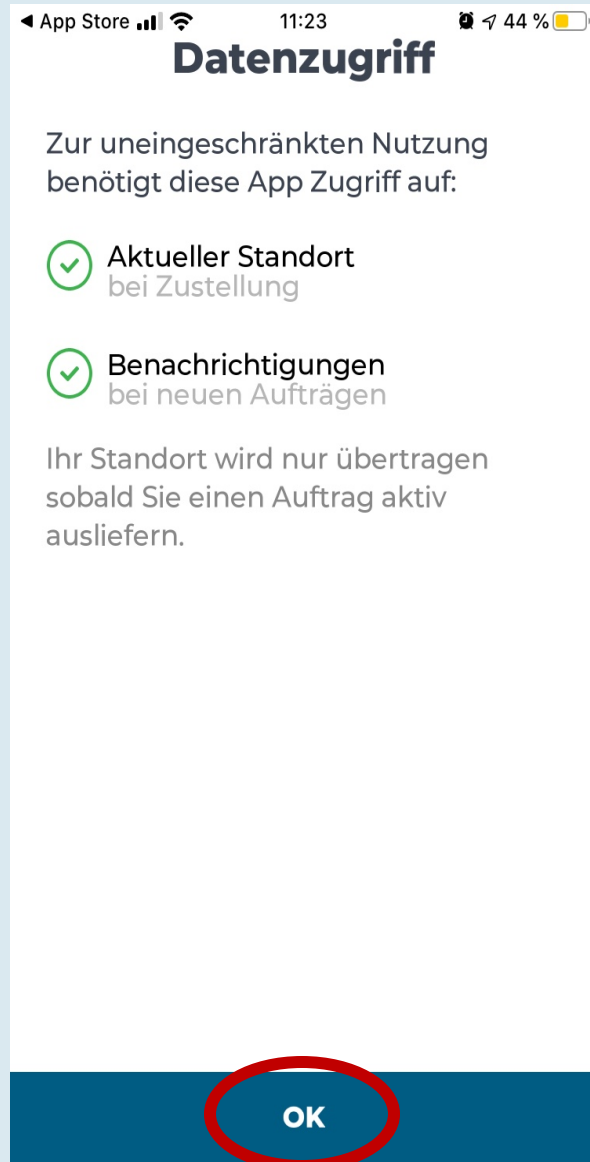 ◀ App Store 11:23 44 %
Datenzugriff
Zur uneingeschränkten Nutzung
benötigt diese App Zugriff auf:
Aktueller Standort
bei Zustellung
Benachrichtigungen
bei neuen Aufträgen
Ihr Standort wird nur übertragen
sobald Sie einen Auftrag aktiv
ausliefern.
OK